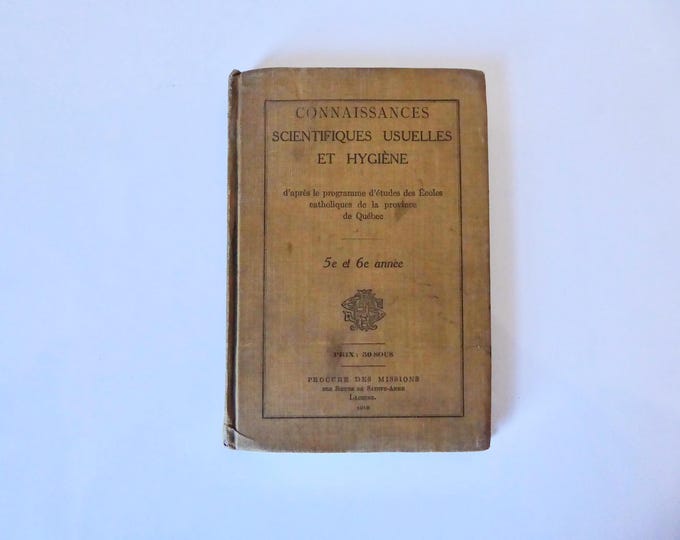 CONNAISSANCES
SCIENTIFIQUES USUELLES
ET HYGIÈNE
d'après le programme d'études des Écoles
catholiques de la province
de Québec
5e et 6e année
PRIX : 30 SOUS
PROCURE DES MISSIONS
DES SŒURS DE SAINTE-ANNE
LACHINE.